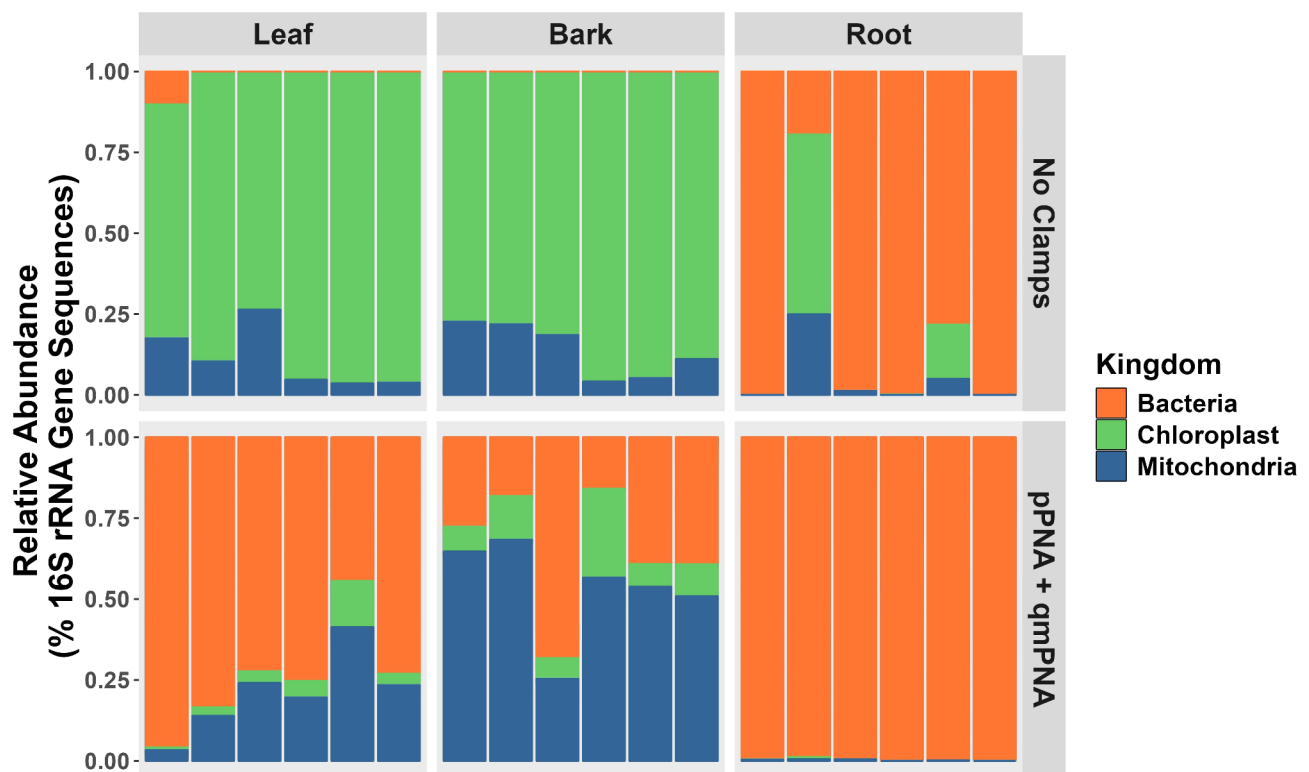 Leaf
Bark
Root
1.00
0.75
0.50
0.25
0.00
No Clamps
Relative Abundance
(% 16S rRNA Gene Sequences)
1.00
0.75
0.50
0.25
0.00
pPNA + qmPNA
Kingdom
Bacteria
Chloroplast
Mitochondria